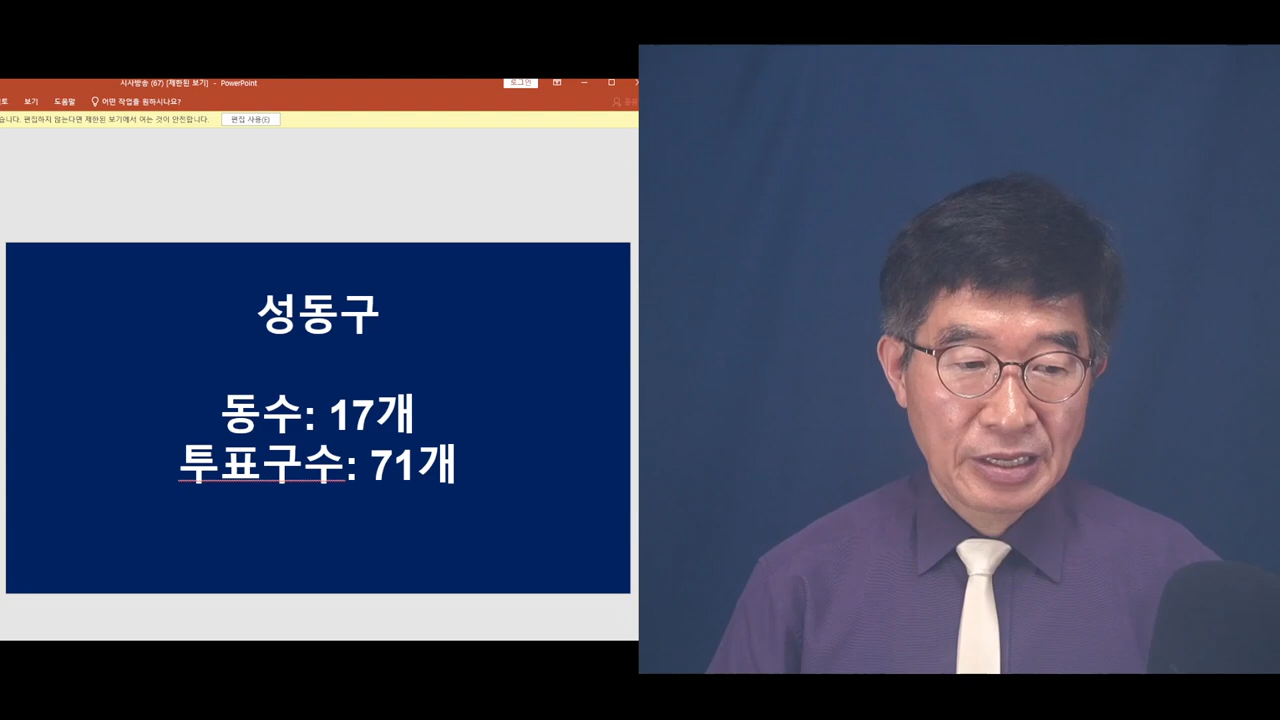 시사방송 (67) [제한된 보기] - PowerPoint
로그인
보기 도움말 어떤 작업을 원하시나요?
편집하지 않는다면 제한된 보기에서 여는 것이 안전합니다. 편집 사용(E)
성동구
동수: 17개
투표구수: 71개